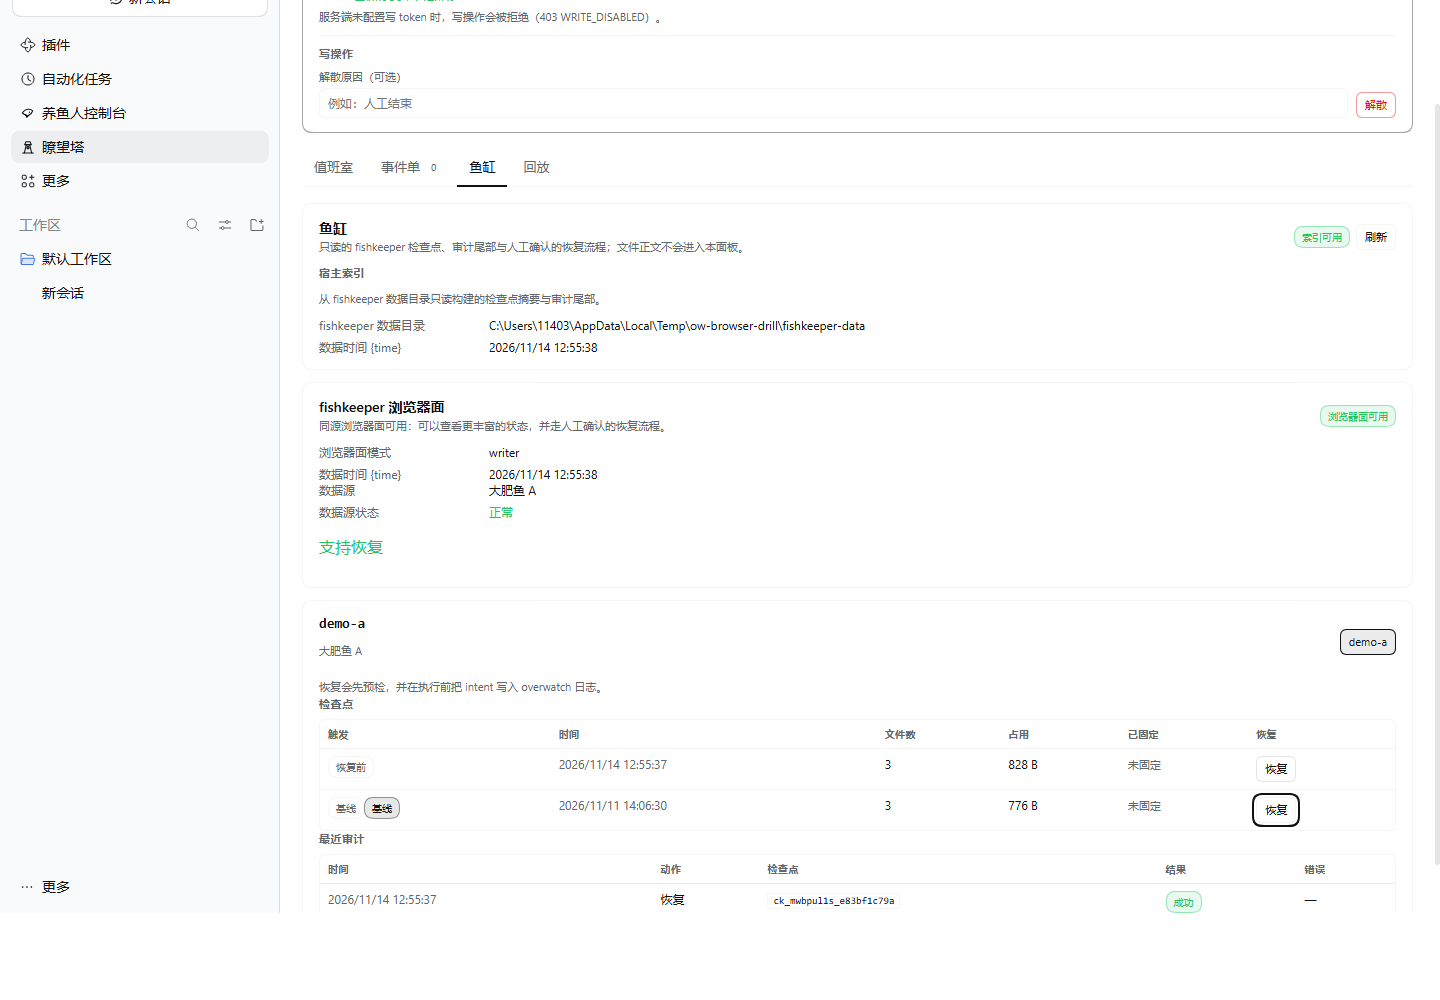 服务端未配置写 token 时，写操作会被拒绝（403 WRITE_DISABLED）。
写操作
解散原因（可选）
例如：人工结束
解散
插件
自动化任务
养鱼人控制台
瞭望塔
更多
工作区
默认工作区
新会话
更多
值班室 事件单 0 鱼缸 回放
鱼缸
只读的 fishkeeper 检查点、审计尾部与人工确认的恢复流程；文件正文不会进入本面板。
索引可用 刷新
宿主索引
从 fishkeeper 数据目录只读构建的检查点摘要与审计尾部。
fishkeeper 数据目录 C:\Users\11403\AppData\Local\Temp\ow-browser-drill\fishkeeper-data
数据时间 {time} 2026/11/14 12:55:38
fishkeeper 浏览器面
同源浏览器面可用：可以查看更丰富的状态，并走人工确认的恢复流程。
浏览器面可用
浏览器面模式 writer
数据时间 {time} 2026/11/14 12:55:38
数据源 大肥鱼 A
数据源状态 正常
支持恢复
demo-a
大肥鱼 A
demo-a
恢复会先预检，并在执行前把 intent 写入 overwatch 日志。
检查点
触发 时间 文件数 占用 已固定 恢复
恢复前 2026/11/14 12:55:37 3 828 B 未固定 恢复
基线 基线 2026/11/11 14:06:30 3 776 B 未固定 恢复
最近审计
时间 动作 检查点 结果 错误
2026/11/14 12:55:37 恢复 ck_mwbpul1s_e83bf1c79a 成功 —